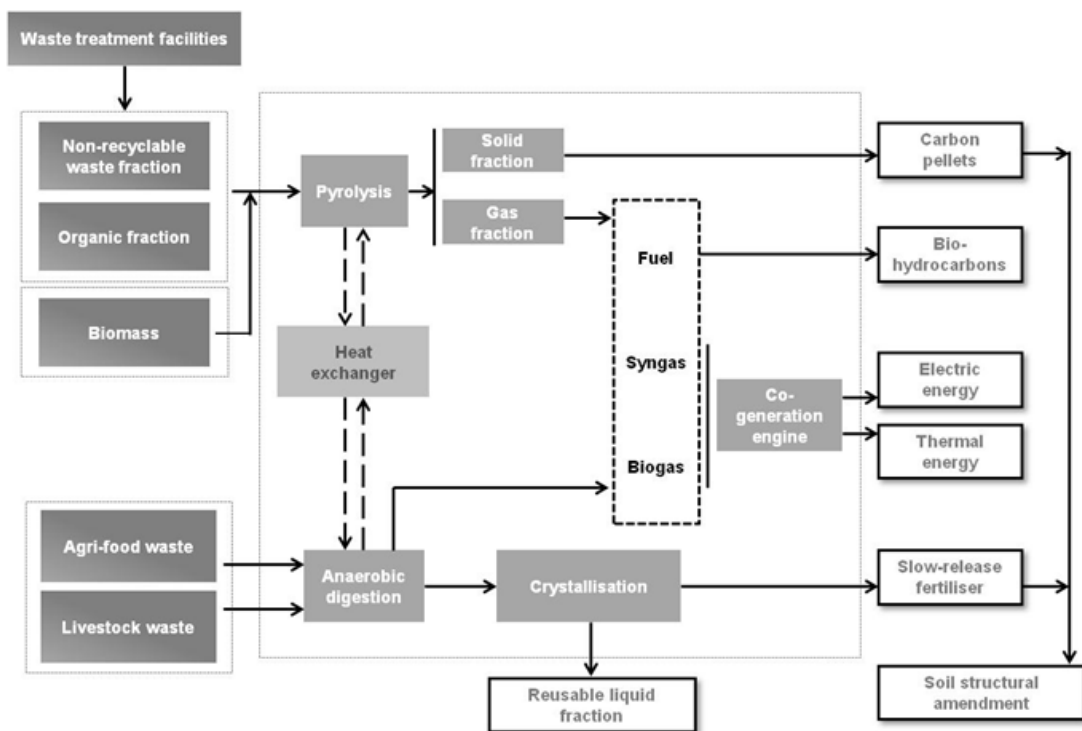 Waste treatment facilities
Non-recyclable
waste fraction
Organic fraction
Biomass
Agri-food waste
Livestock waste
Pyrolysis
Heat
exchanger
Anaerobic
digestion
Solid
fraction
Gas
fraction
Fuel
Syngas
Biogas
Co-
generation
engine
Crystallisation
Reusable liquid
fraction
Carbon
pellets
Bio-
hydrocarbons
Electric
energy
Thermal
energy
Slow-release
fertiliser
Soil structural
amendment